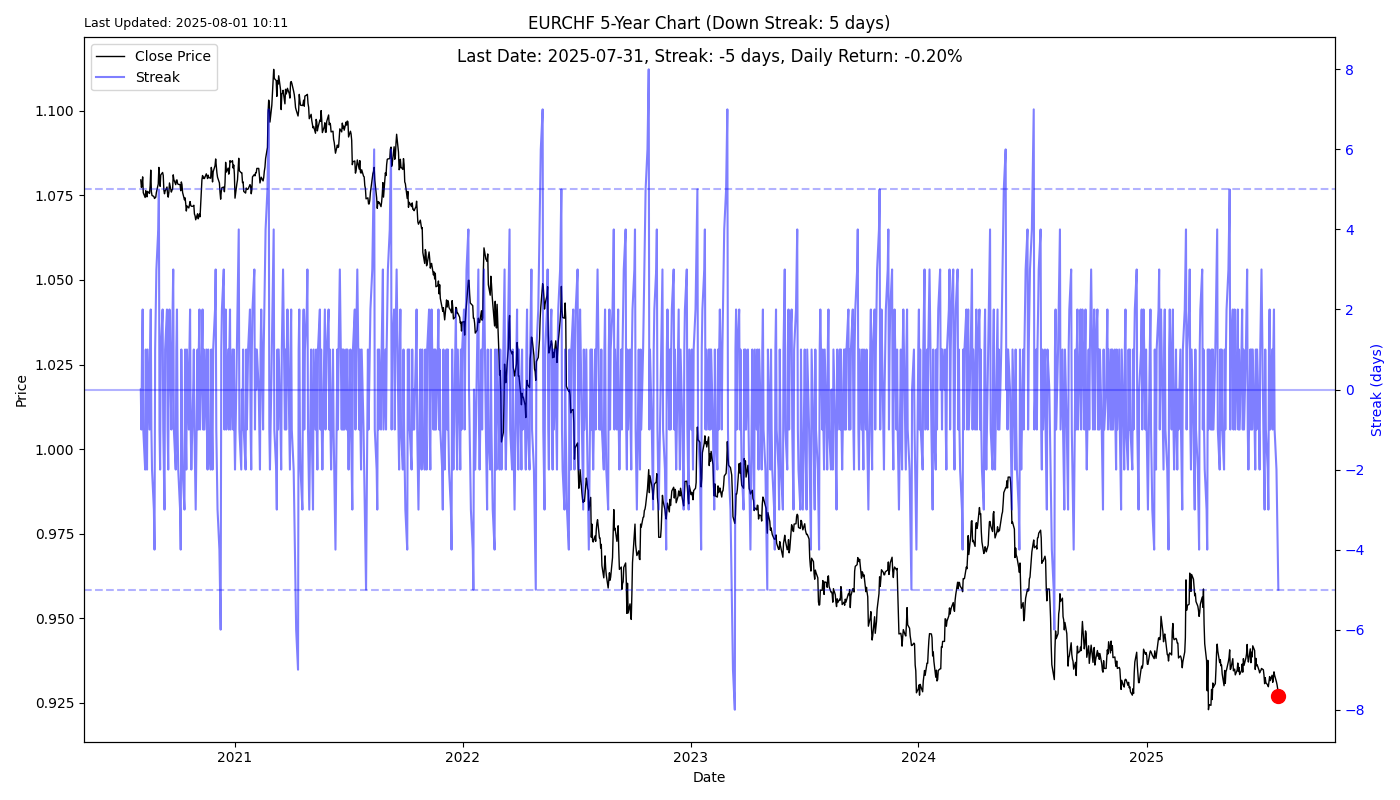 Last Updated: 2025-08-01 10:11
EURCHF 5-Year Chart (Down Streak: 5 days)
Last Date: 2025-07-31, Streak: -5 days, Daily Return: -0.20%
Close Price
Streak
1.100
1.075
1.050
1.025
1.000
0.975
0.950
0.925
Price
8
6
4
2
0
−2
−4
−6
−8
Streak (days)
2021
2022
2023
2024
2025
Date